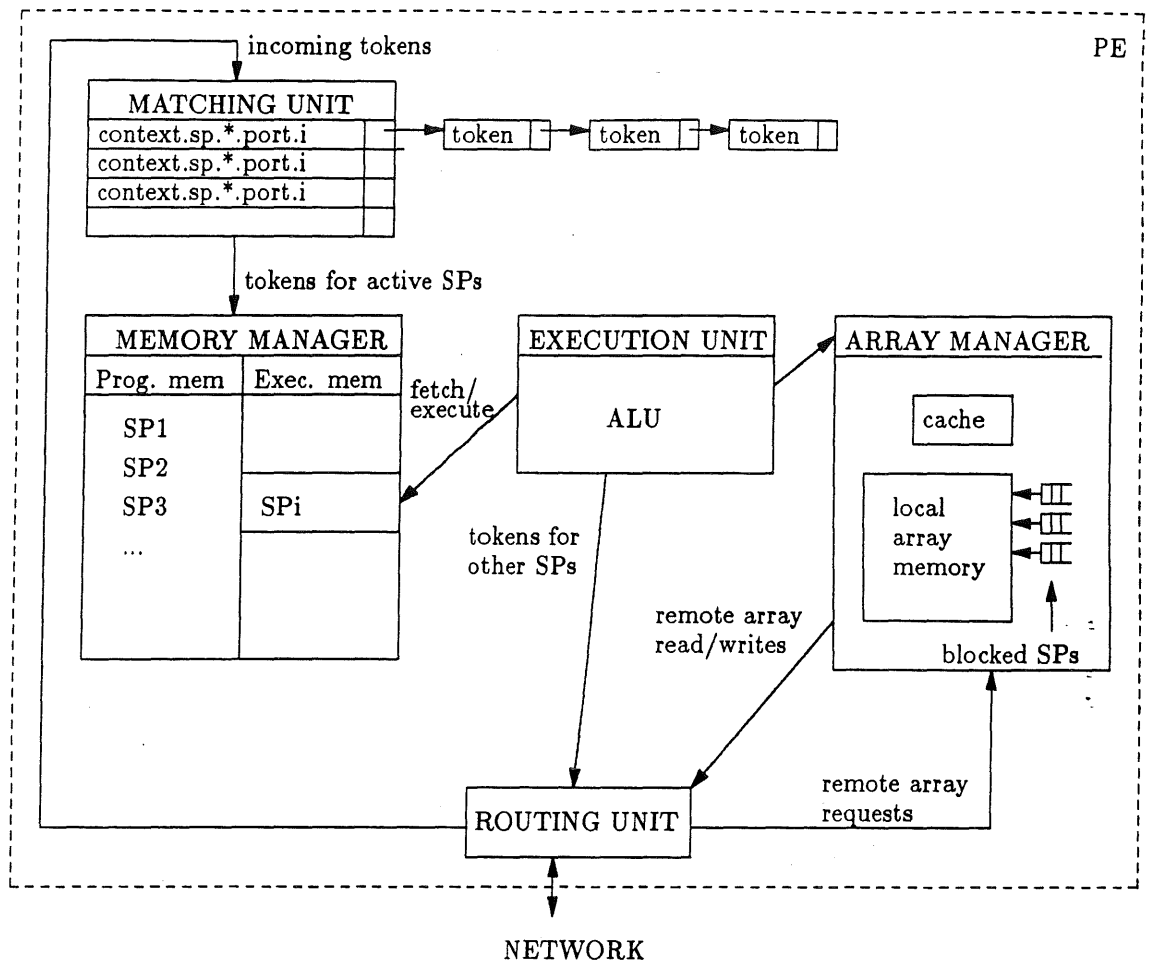 incoming tokens
PE
MATCHING UNIT
context.sp.*.port.i
token
token
token
context.sp.*.port.i
context.sp.*.port.i
tokens for active SPs
MEMORY MANAGER
EXECUTION UNIT
ARRAY MANAGER
Prog. mem
Exec. mem
fetch/
execute
ALU
cache
SP1
SP2
SP3
SPi
...
local
array
memory
tokens for
other SPs
remote array
read/writes
blocked SPs
remote array
requests
ROUTING UNIT
NETWORK